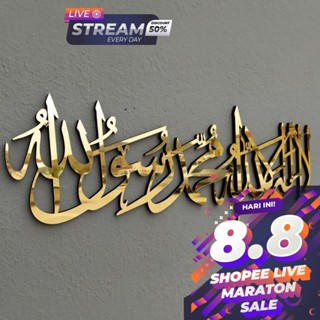 LIVE
STREAM
EVERY DAY
DISCOUNT
50%
لا إله إلا الله محمد رسول الله
HARI INI!
8.8
SHOPEE LIVE
MARATON
SALE